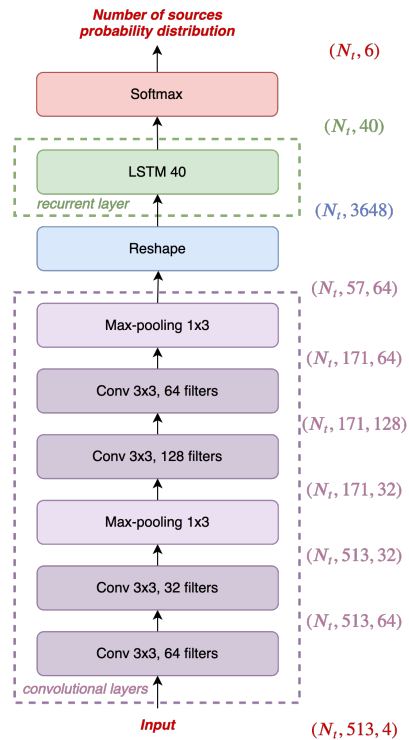 Number of sources
probability distribution
(N_t, 6)
Softmax
(N_t, 40)
LSTM 40
recurrent layer
(N_t, 3648)
Reshape
(N_t, 57, 64)
Max-pooling 1x3
(N_t, 171, 64)
Conv 3x3, 64 filters
(N_t, 171, 128)
Conv 3x3, 128 filters
(N_t, 171, 32)
Max-pooling 1x3
(N_t, 513, 32)
Conv 3x3, 32 filters
(N_t, 513, 64)
Conv 3x3, 64 filters
convolutional layers
Input
(N_t, 513, 4)